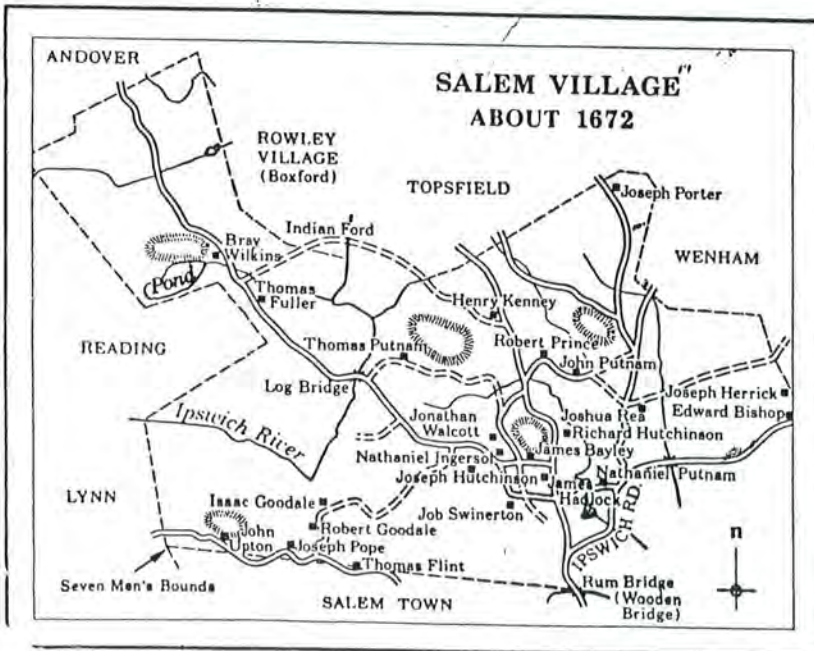 SALEM VILLAGE
ABOUT 1672
ANDOVER
ROWLEY
VILLAGE
(Boxford)
TOPSFIELD
Joseph Porter
WENHAM
Indian Ford
Bray
Wilkins
Pond
Thomas
Fuller
Henry Kenney
READING
Thomas Putnam
Robert Prince
John Putnam
Log Bridge
Joseph Herrick
Edward Bishop
Ipswich River
Jonathan
Walcott
Joshua Rea
Richard Hutchinson
James Bayley
Nathaniel Ingerson
Joseph Hutchinson
Nathaniel Putnam
James
Hadlock
LYNN
Isaac Goodale
Job Swinerton
IPSWICH RD.
Robert Goodale
John
Upton
Joseph Pope
Thomas Flint
n
Seven Men's Bounds
SALEM TOWN
Rum Bridge
(Wooden
Bridge)